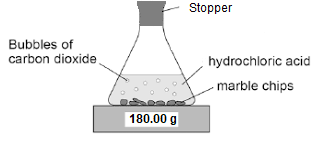 Stopper
Bubbles of
carbon dioxide
hydrochloric acid
marble chips
180.00 g